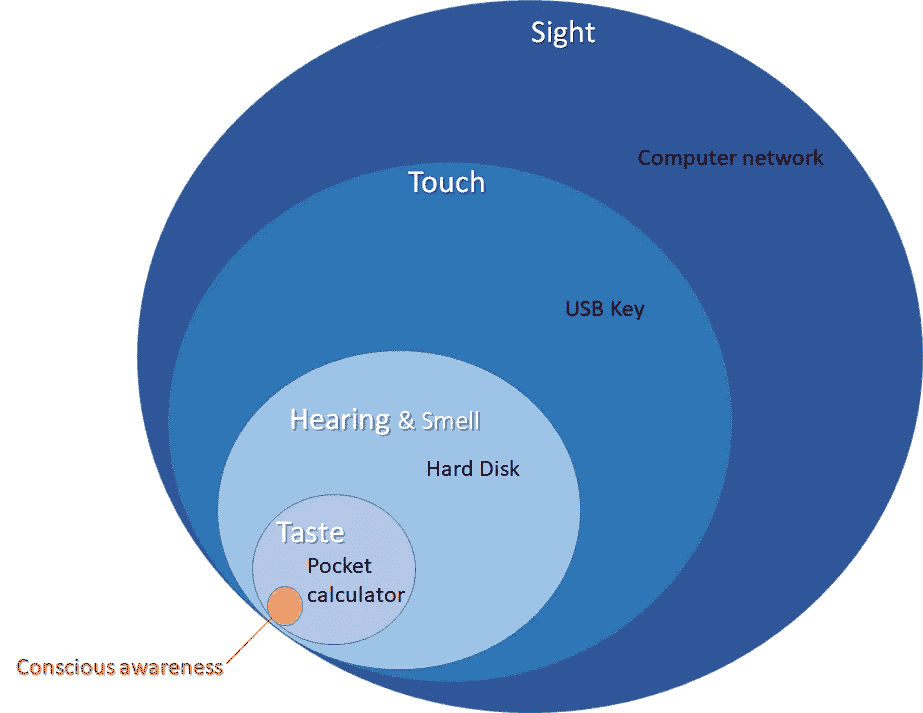 Sight
Computer network
Touch
USB Key
Hearing & Smell
Hard Disk
Taste
Pocket
calculator
Conscious awareness